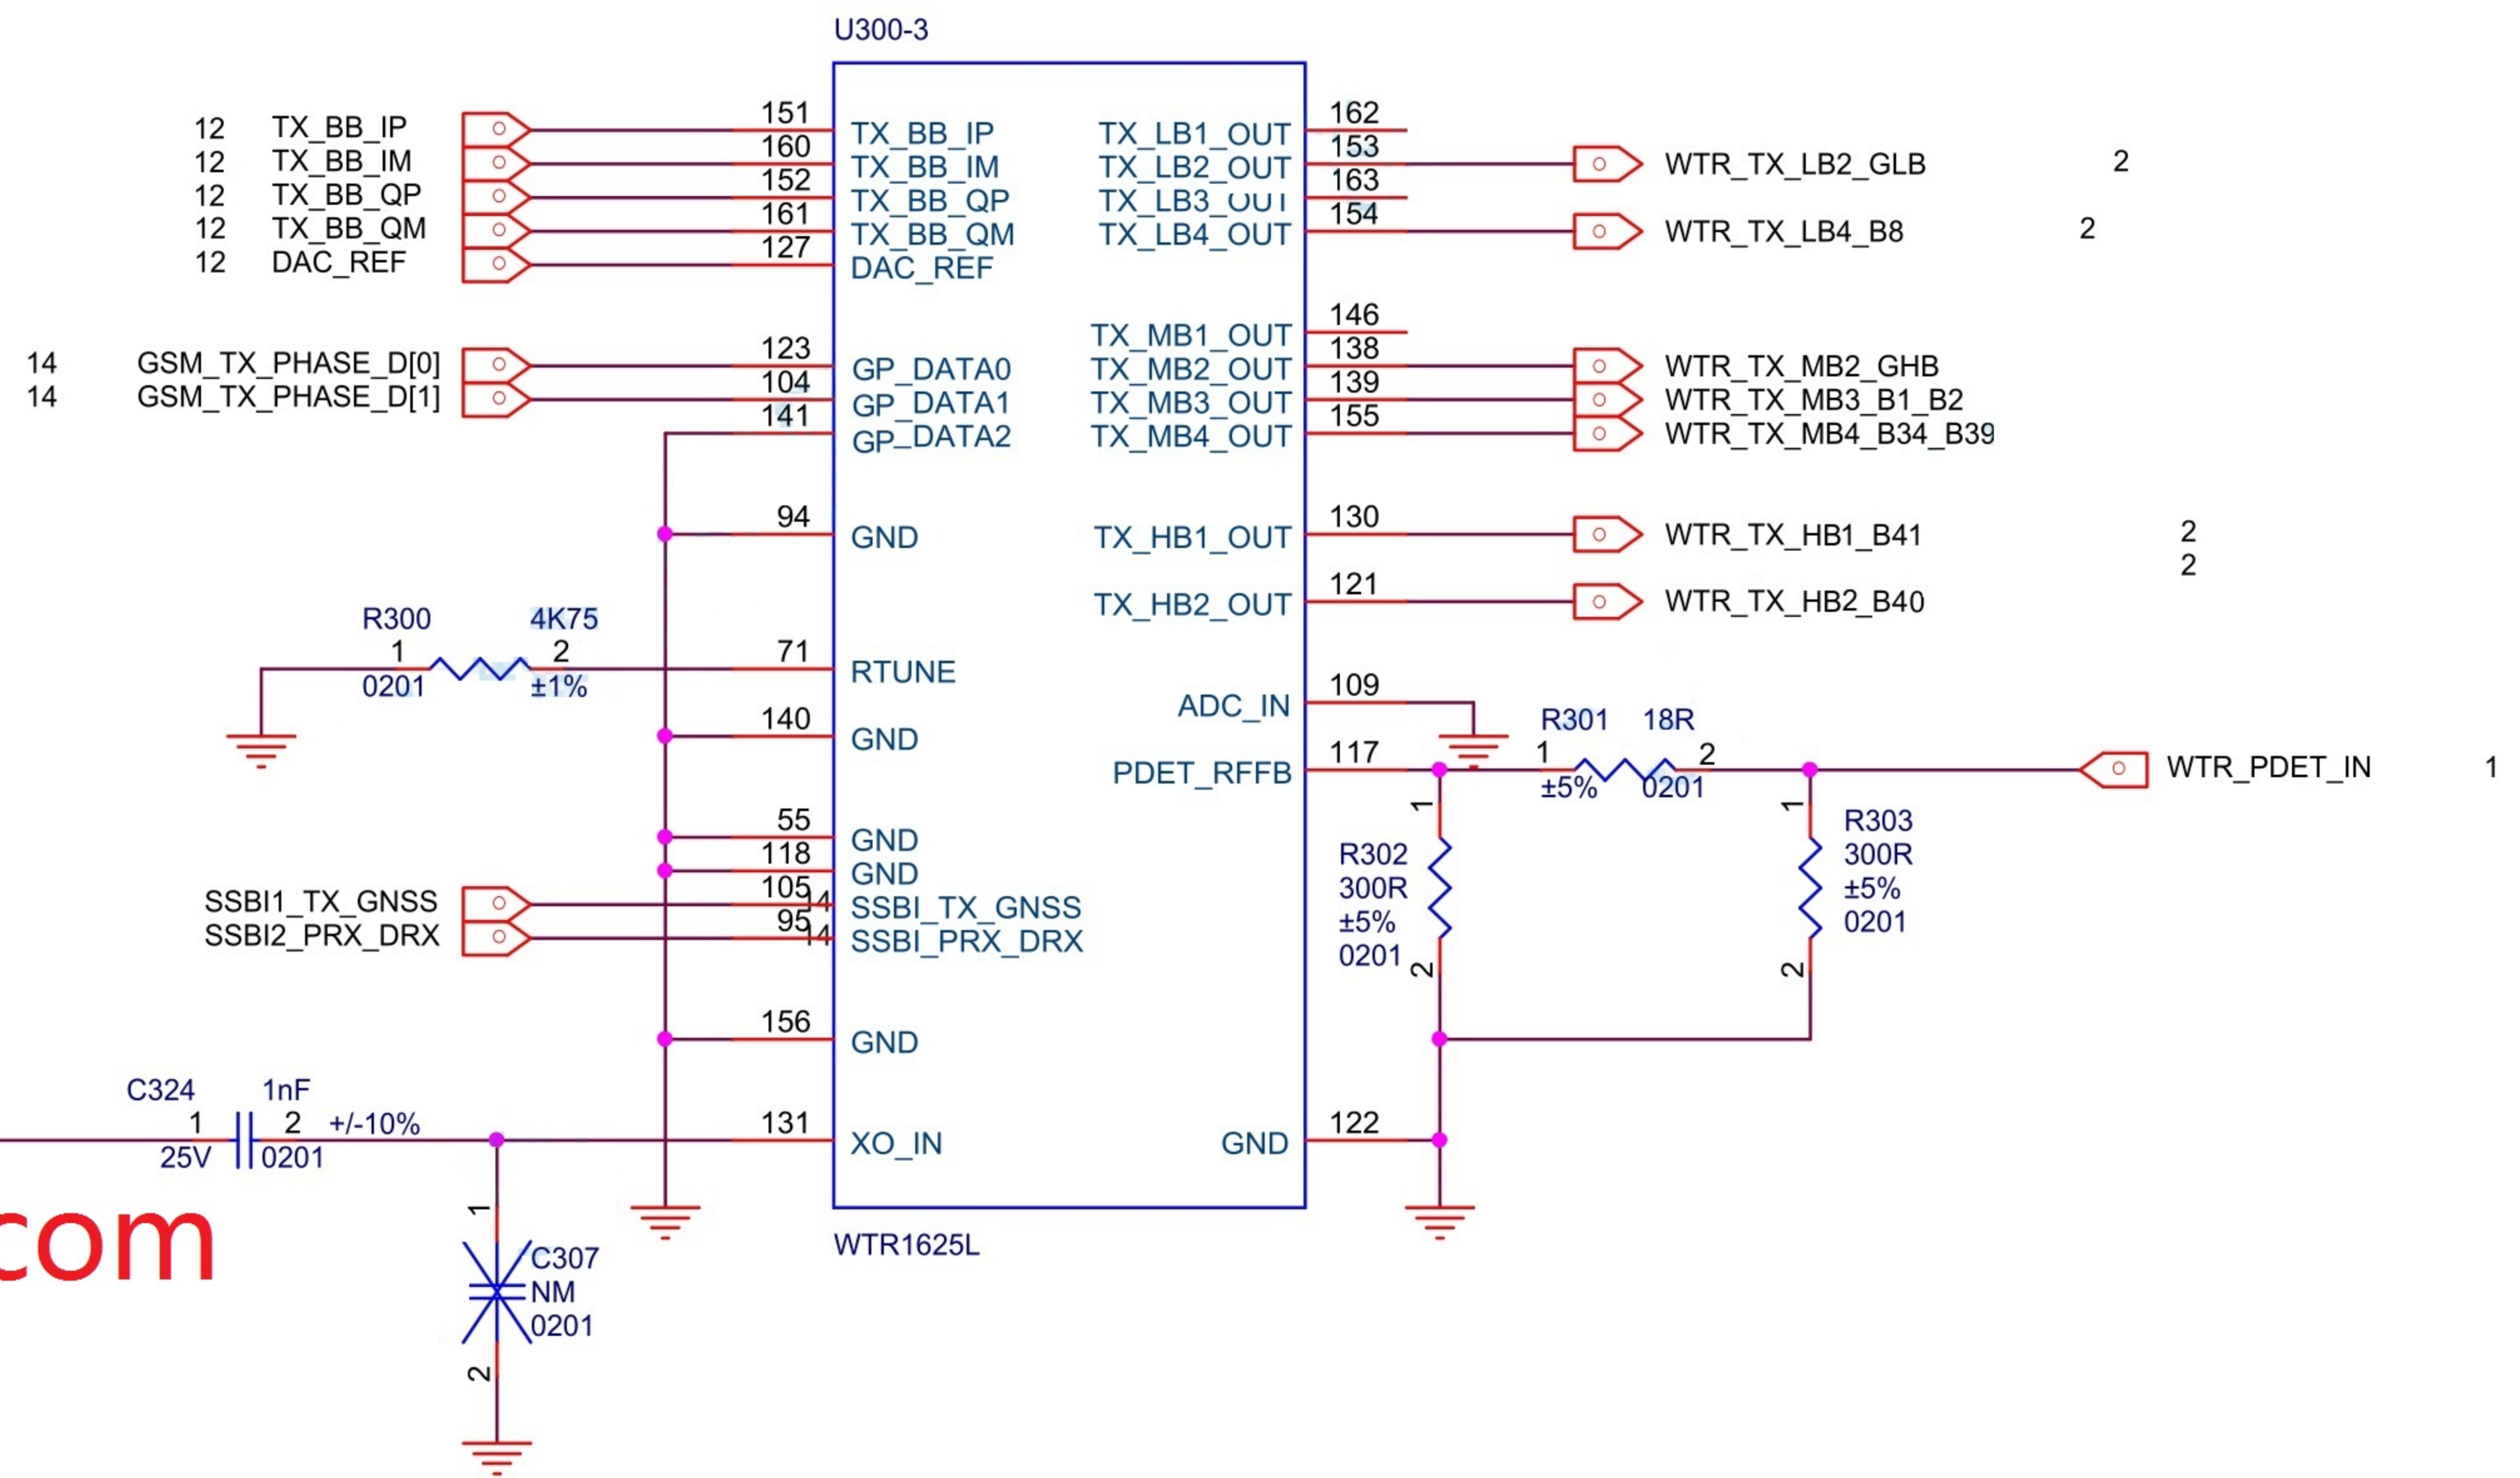 U300-3
12 TX_BB_IP 151 TX_BB_IP TX_LB1_OUT 162
12 TX_BB_IM 160 TX_BB_IM TX_LB2_OUT 153 WTR_TX_LB2_GLB 2
12 TX_BB_QP 152 TX_BB_QP TX_LB3_OUT 163
12 TX_BB_QM 161 TX_BB_QM TX_LB4_OUT 154 WTR_TX_LB4_B8 2
12 DAC_REF 127 DAC_REF
TX_MB1_OUT 146
14 GSM_TX_PHASE_D[0] 123 GP_DATA0 TX_MB2_OUT 138 WTR_TX_MB2_GHB
14 GSM_TX_PHASE_D[1] 104 GP_DATA1 TX_MB3_OUT 139 WTR_TX_MB3_B1_B2
141 GP_DATA2 TX_MB4_OUT 155 WTR_TX_MB4_B34_B39
94 GND TX_HB1_OUT 130 WTR_TX_HB1_B41 2
2
TX_HB2_OUT 121 WTR_TX_HB2_B40
R300 4K75
1 2 71 RTUNE
0201 ±1%
ADC_IN 109
R301 18R
140 GND
PDET_RFFB 117 1 2 WTR_PDET_IN 1
±5% 0201
55 GND
118 GND
SSBI1_TX_GNSS 105 14 SSBI_TX_GNSS
SSBI2_PRX_DRX 95 14 SSBI_PRX_DRX
1
R302
300R
±5%
0201
2
1
R303
300R
±5%
0201
2
156 GND
C324 1nF
1 2 +/-10% 131 XO_IN GND 122
25V 0201
com
1
C307
NM
0201
2
WTR1625L